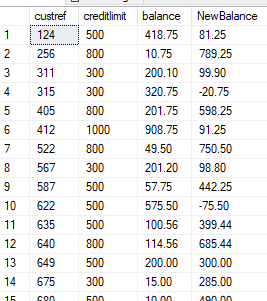 custref creditlimit balance NewBalance
1 124 500 418.75 81.25
2 256 800 10.75 789.25
3 311 300 200.10 99.90
4 315 300 320.75 -20.75
5 405 800 201.75 598.25
6 412 1000 908.75 91.25
7 522 800 49.50 750.50
8 567 300 201.20 98.80
9 587 500 57.75 442.25
10 622 500 575.50 -75.50
11 635 500 100.56 399.44
12 640 800 114.56 685.44
13 649 500 200.00 300.00
14 675 300 15.00 285.00
15 680 500 10.00 490.00